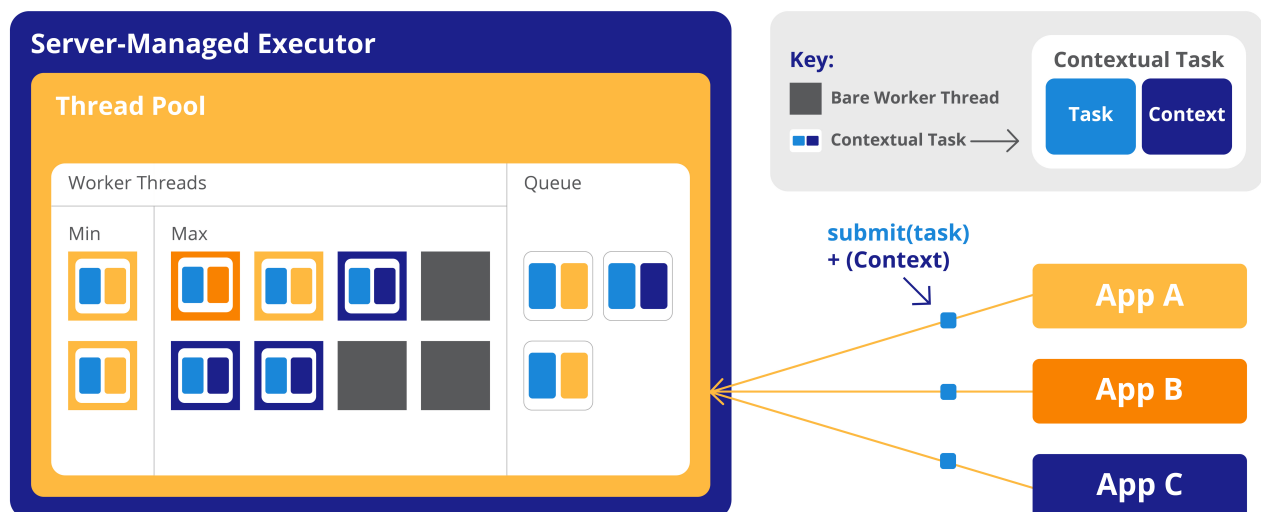 Server-Managed Executor
Thread Pool
Worker Threads
Queue
Min
Max
Key:
Bare Worker Thread
Contextual Task
Contextual Task
Task
Context
submit(task)
+ (Context)
App A
App B
App C